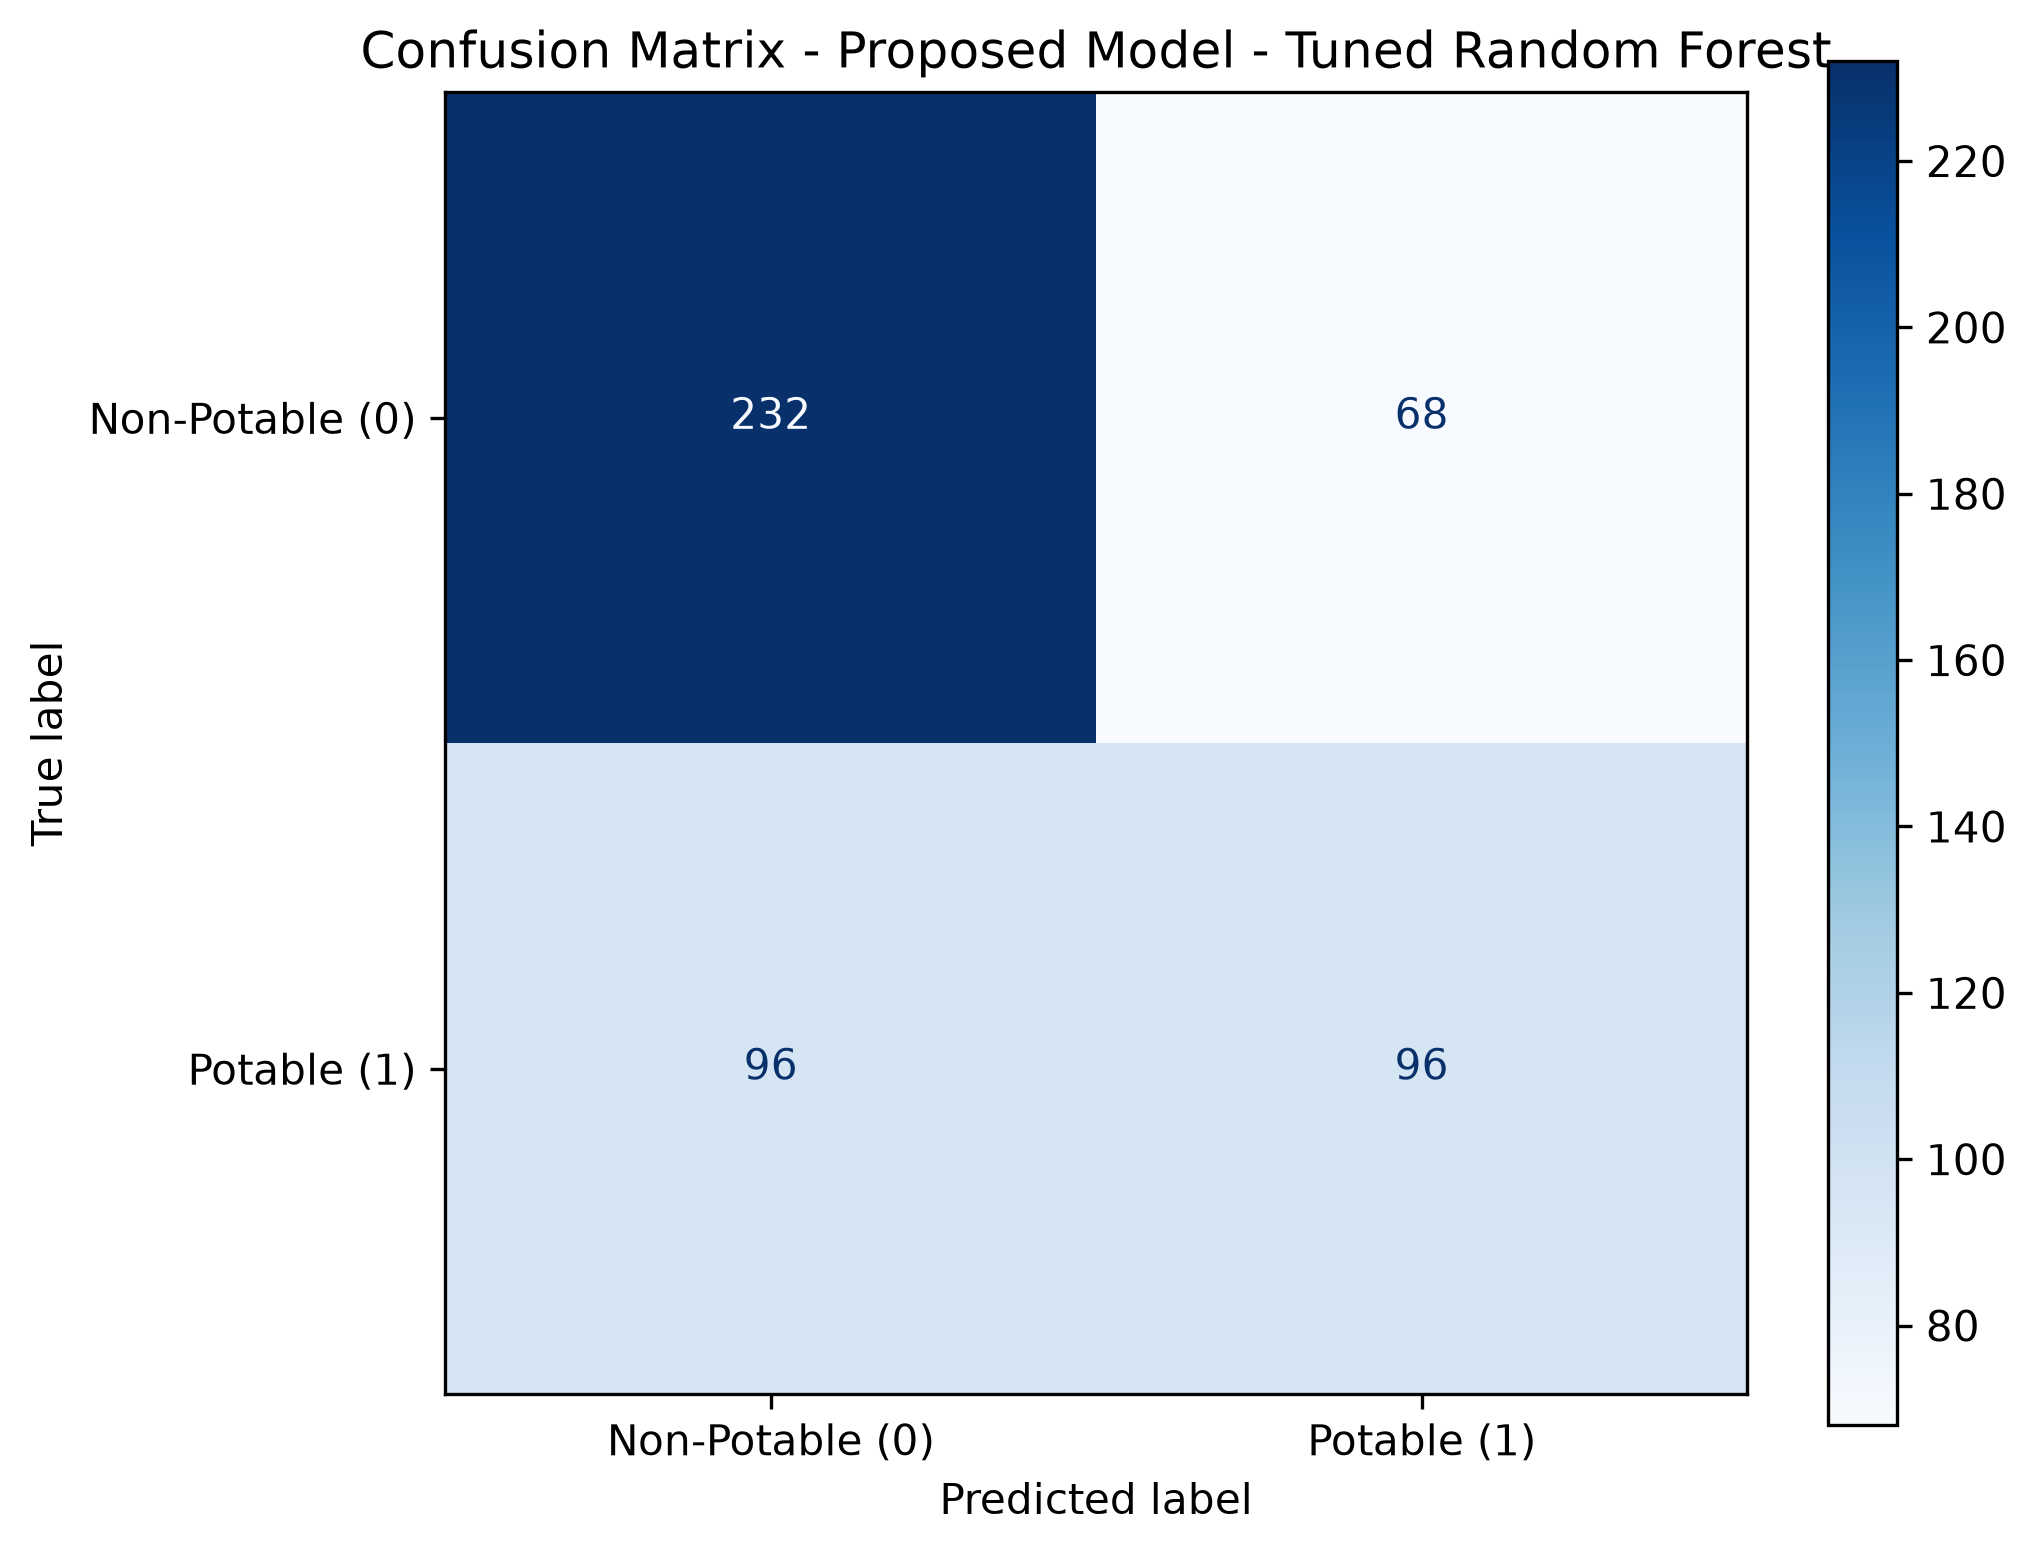 Confusion Matrix - Proposed Model - Tuned Random Forest
True label
Non-Potable (0)
232
68
Potable (1)
96
96
Non-Potable (0)
Potable (1)
Predicted label
220
200
180
160
140
120
100
80